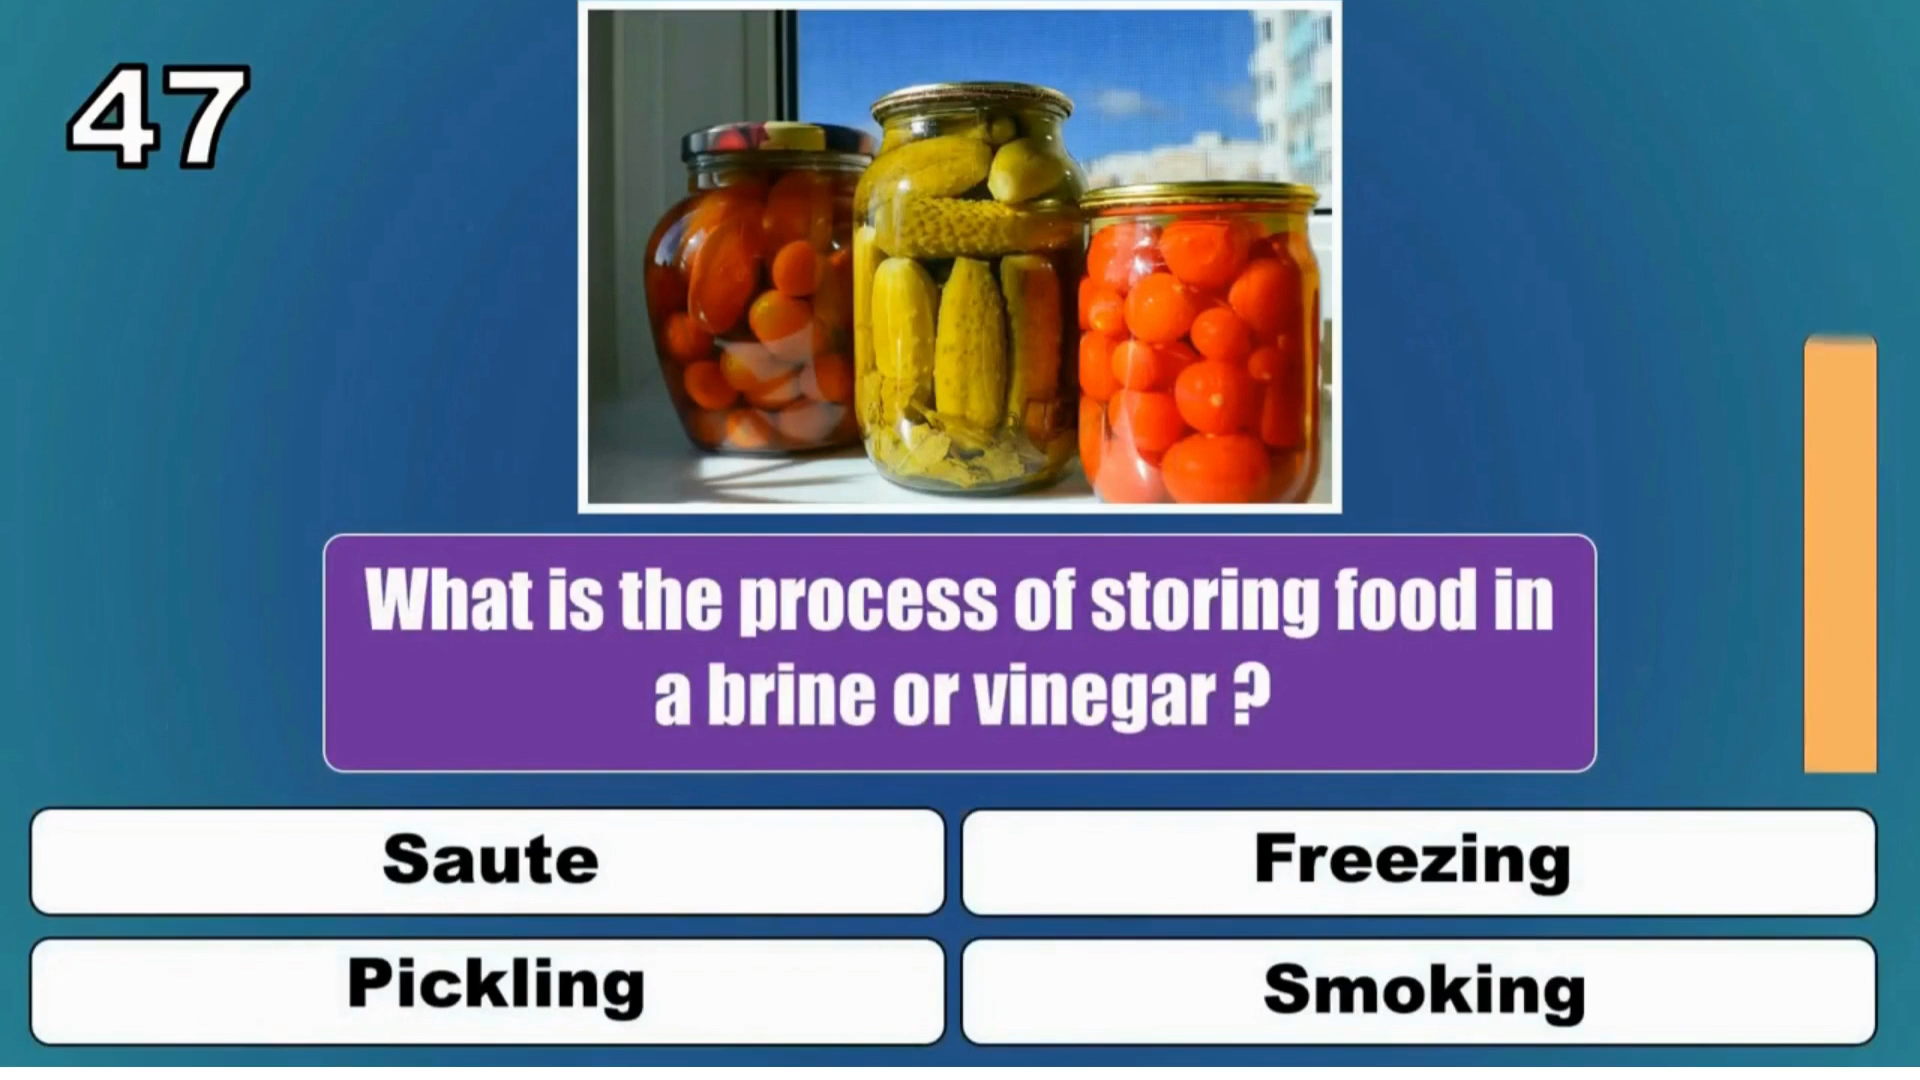 47
What is the process of storing food in
a brine or vinegar ?
Saute
Freezing
Pickling
Smoking